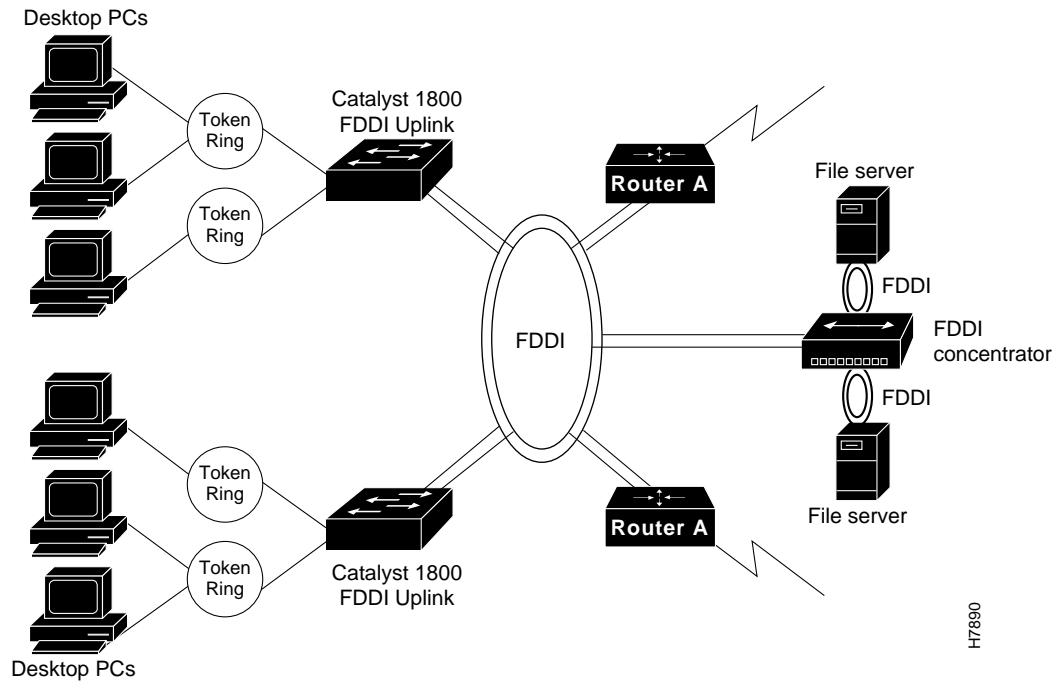 Desktop PCs
Token
Ring
Catalyst 1800
FDDI Uplink
Router A
File server
Token
Ring
FDDI
FDDI
FDDI
concentrator
FDDI
Token
Ring
Router A
File server
Token
Ring
Catalyst 1800
FDDI Uplink
Desktop PCs
H7890